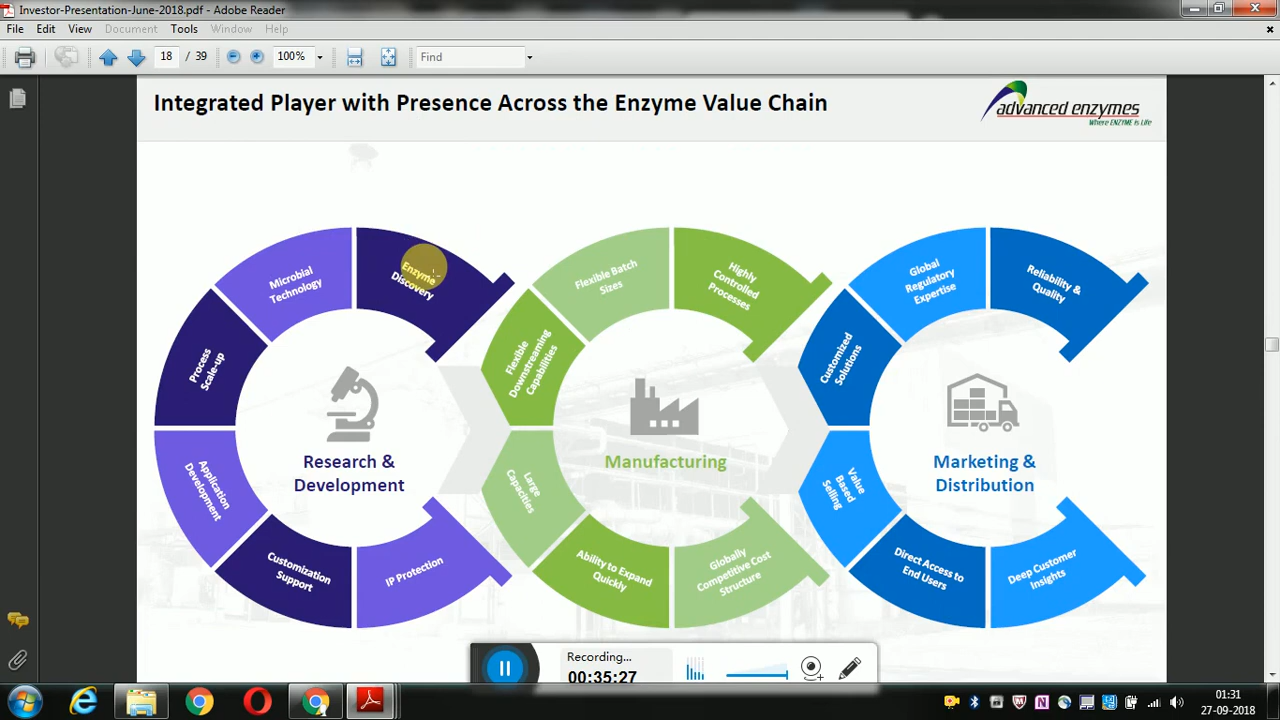 Investor-Presentation-June-2018.pdf - Adobe Reader
File Edit View Document Tools Window Help
18 / 39 100% Find
Integrated Player with Presence Across the Enzyme Value Chain
advanced enzymes
Where ENZYME is Life
Enzyme
Discovery
Microbial
Technology
Process
Scale-up
Application
Development
Customization
Support
IP Protection
Research &
Development
Highly
Controlled
Processes
Flexible Batch
Sizes
Flexible
Downstreaming
Capabilities
Large
Capacities
Ability to Expand
Quickly
Globally
Competitive Cost
Structure
Manufacturing
Reliability &
Quality
Global
Regulatory
Expertise
Customized
Solutions
Value
Based
Selling
Direct Access to
End Users
Deep Customer
Insights
Marketing &
Distribution
Recording...
00:35:27
01:31
27-09-2018